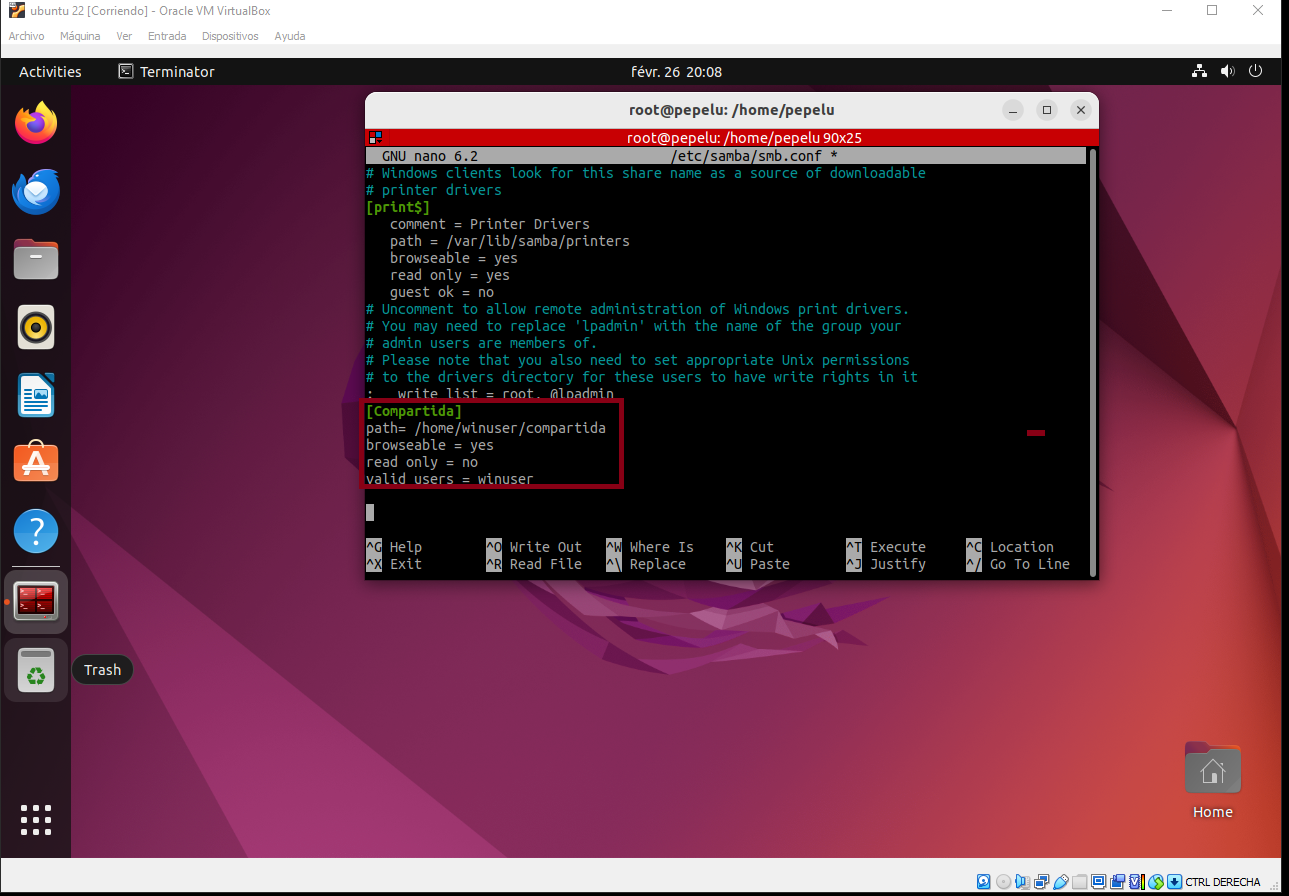 ubuntu 22 [Corriendo] - Oracle VM VirtualBox
Archivo Máquina Ver Entrada Dispositivos Ayuda
Activities Terminator févr. 26 20:08
root@pepelu: /home/pepelu
root@pepelu: /home/pepelu 90x25
GNU nano 6.2 /etc/samba/smb.conf *
# Windows clients look for this share name as a source of downloadable
# printer drivers
[print$]
comment = Printer Drivers
path = /var/lib/samba/printers
browseable = yes
read only = yes
guest ok = no
# Uncomment to allow remote administration of Windows print drivers.
# You may need to replace 'lpadmin' with the name of the group your
# admin users are members of.
# Please note that you also need to set appropriate Unix permissions
# to the drivers directory for these users to have write rights in it
; write list = root, @lpadmin
[Compartida]
path= /home/winuser/compartida
browseable = yes
read only = no
valid users = winuser
^G Help ^O Write Out ^W Where Is ^K Cut ^T Execute ^C Location
^X Exit ^R Read File ^\ Replace ^U Paste ^J Justify ^/ Go To Line
Trash
Home
CTRL DERECHA